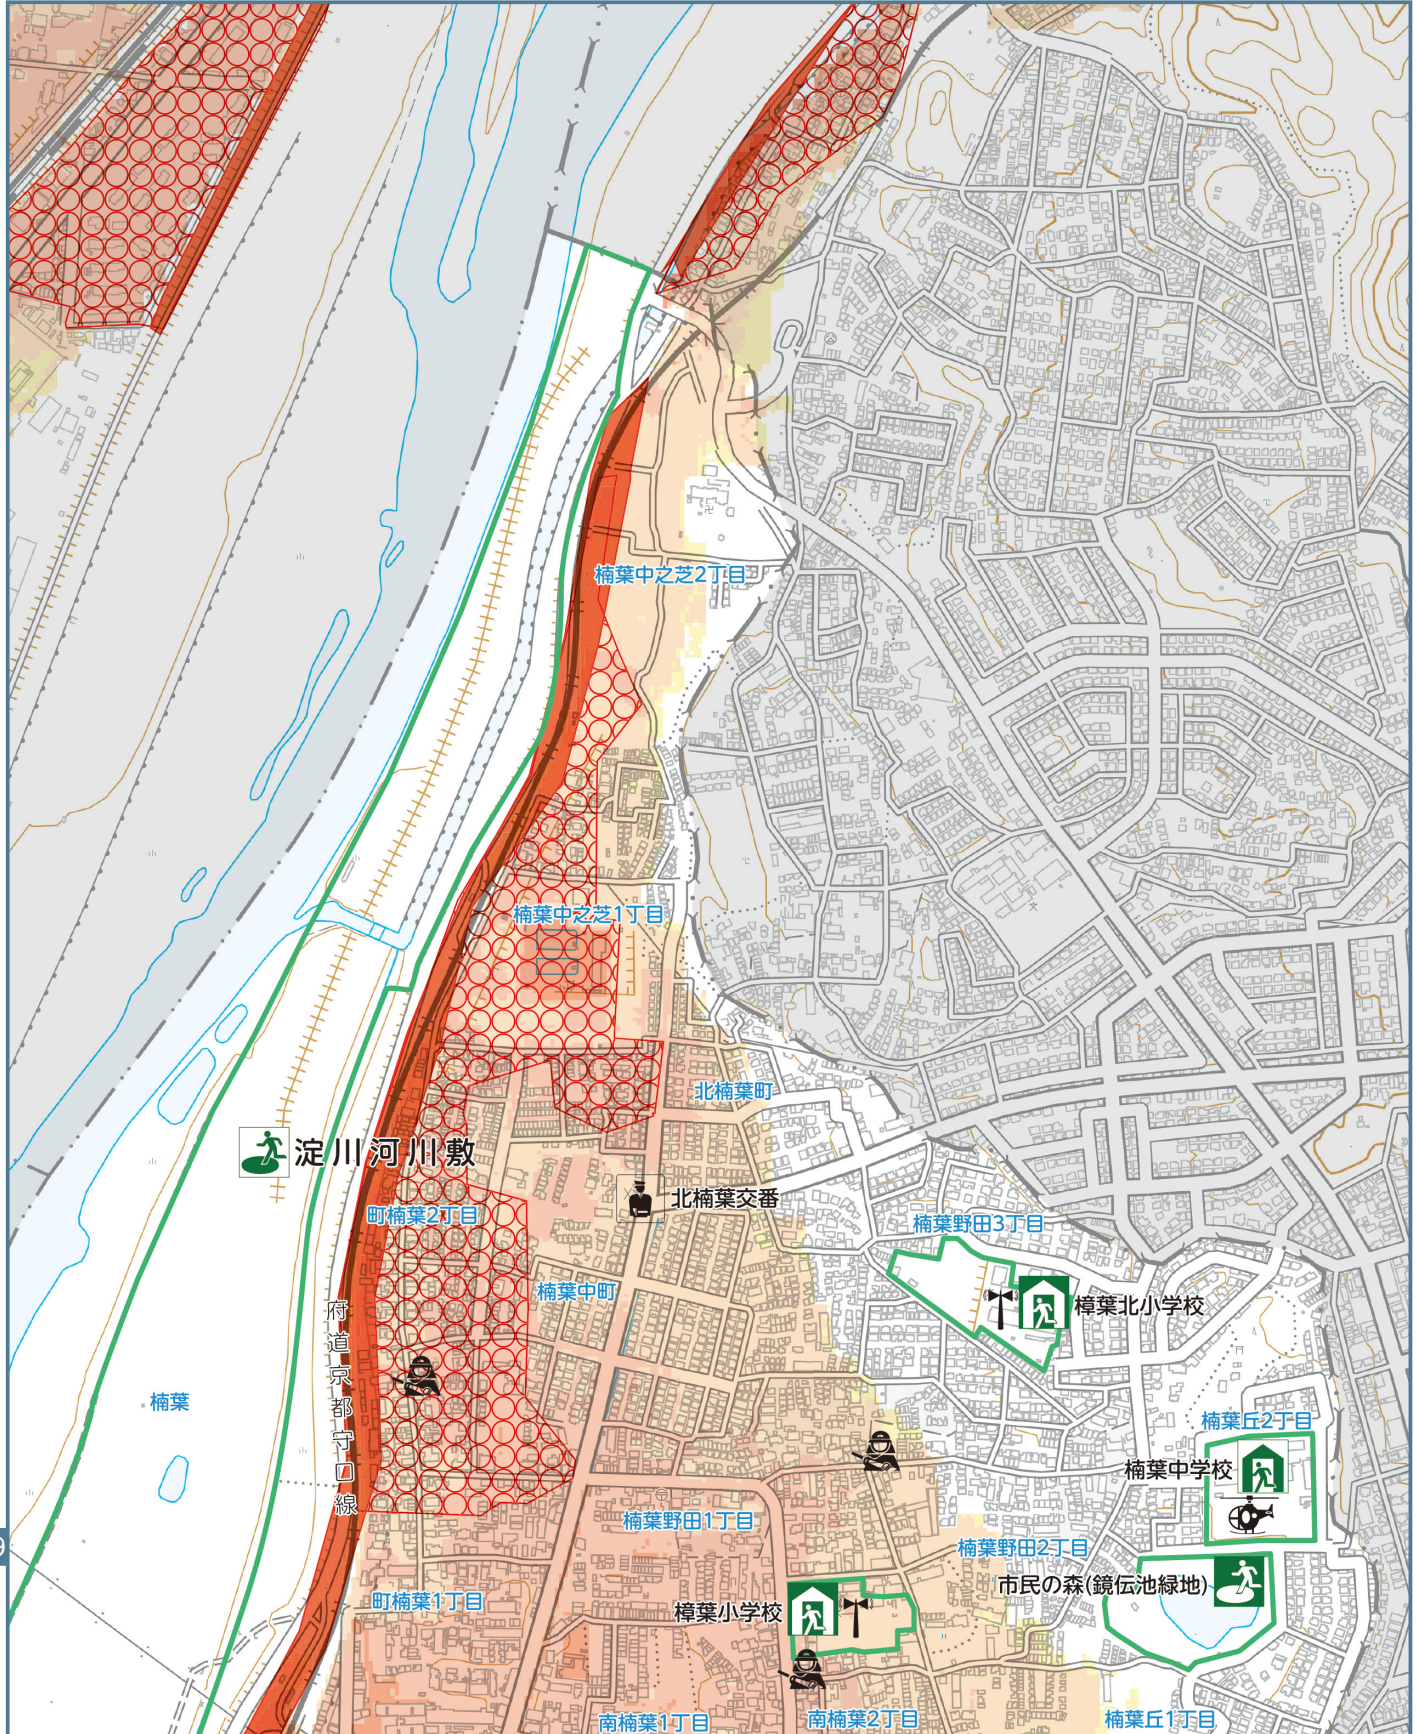 楠葉中之芝2丁目
楠葉中之芝1丁目
北楠葉町
淀川河川敷
町楠葉2丁目
北楠葉交番
楠葉野田3丁目
楠葉中町
樟葉北小学校
府道京都守口線
楠葉
楠葉丘2丁目
楠葉中学校
楠葉野田1丁目
楠葉野田2丁目
市民の森(鏡伝池緑地)
町楠葉1丁目
樟葉小学校
南楠葉1丁目
南楠葉2丁目
楠葉丘1丁目
9